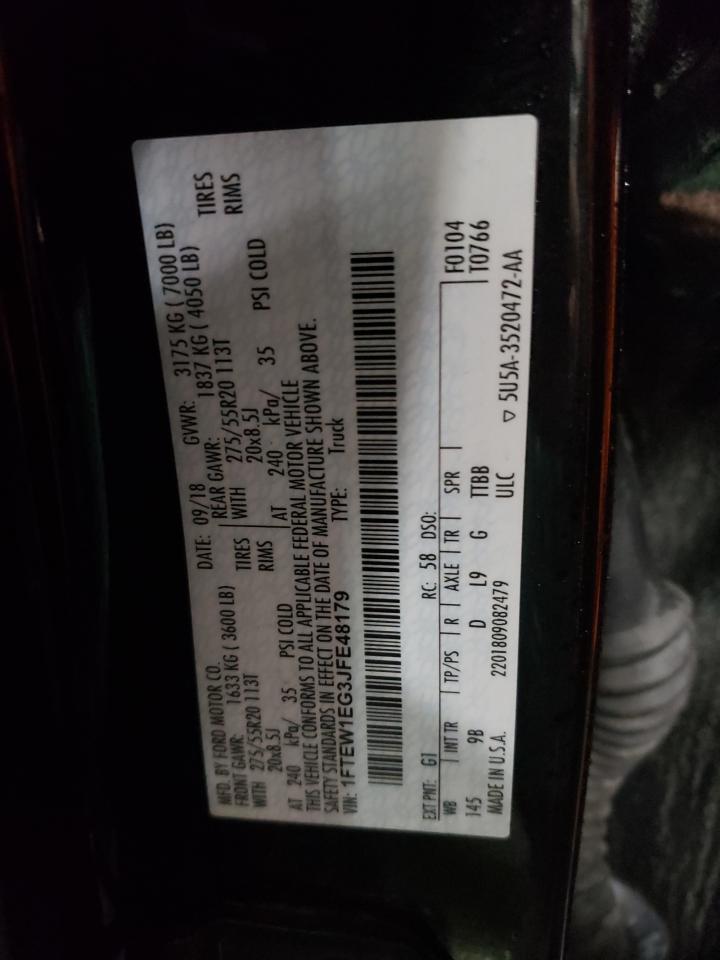 MFD. BY FORD MOTOR CO. DATE: 09/18 GVWR: 3175 KG ( 7000 LB)
FRONT GAWR: 1633 KG ( 3600 LB) REAR GAWR: 1837 KG ( 4050 LB)
WITH 275/55R20 113T TIRES WITH 275/55R20 113T TIRES
20x8.5J RIMS 20x8.5J RIMS
AT 240 kPa/ 35 PSI COLD AT 240 kPa/ 35 PSI COLD
THIS VEHICLE CONFORMS TO ALL APPLICABLE FEDERAL MOTOR VEHICLE
SAFETY STANDARDS IN EFFECT ON THE DATE OF MANUFACTURE SHOWN ABOVE.
VIN: 1FTEW1EG3JFE48179 TYPE: Truck
EXT PNT: G1 RC: 58 DSO: F0104
WB INT TR TP/PS R AXLE TR SPR T0766
145 9B D L9 G TTBB
MADE IN U.S.A. 2201809082479 ULC ▽ 5U5A-3520472-AA